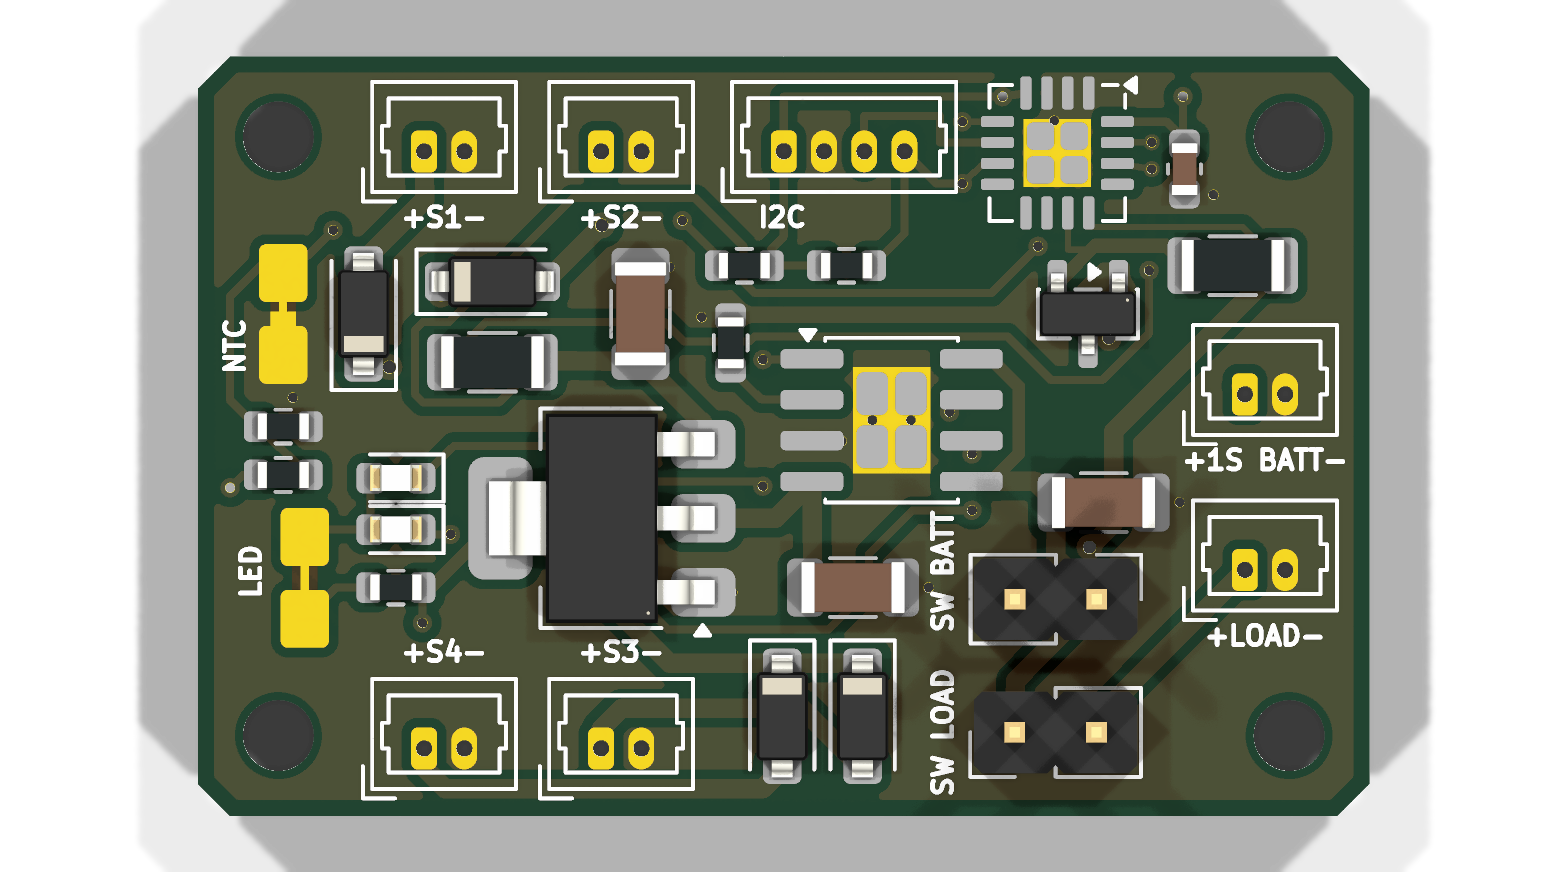 +S1-
+S2-
I2C
NTC
+1S BATT-
LED
SW BATT
+LOAD-
+S4-
+S3-
SW LOAD